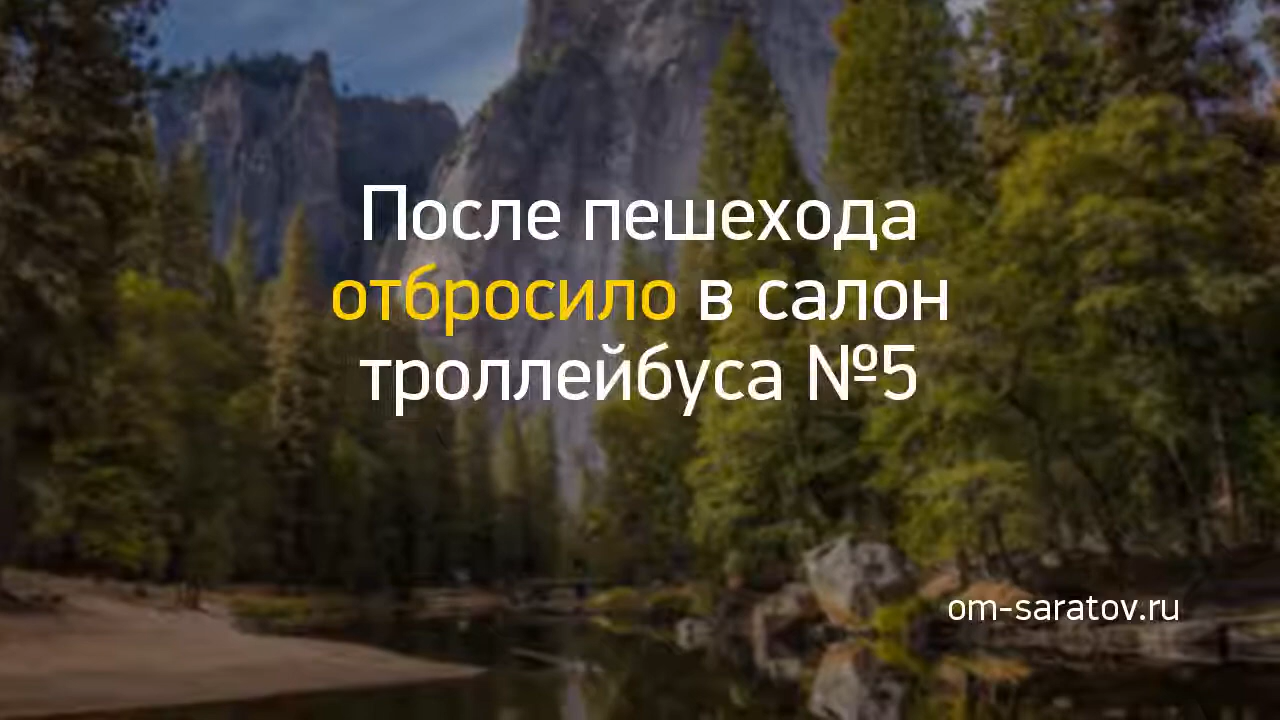 После пешехода
отбросило в салон
троллейбуса №5
om-saratov.ru